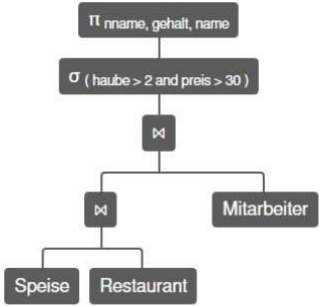 π nname, gehalt, name
σ ( haube > 2 and preis > 30 )
⋈
⋈
Mitarbeiter
Speise
Restaurant